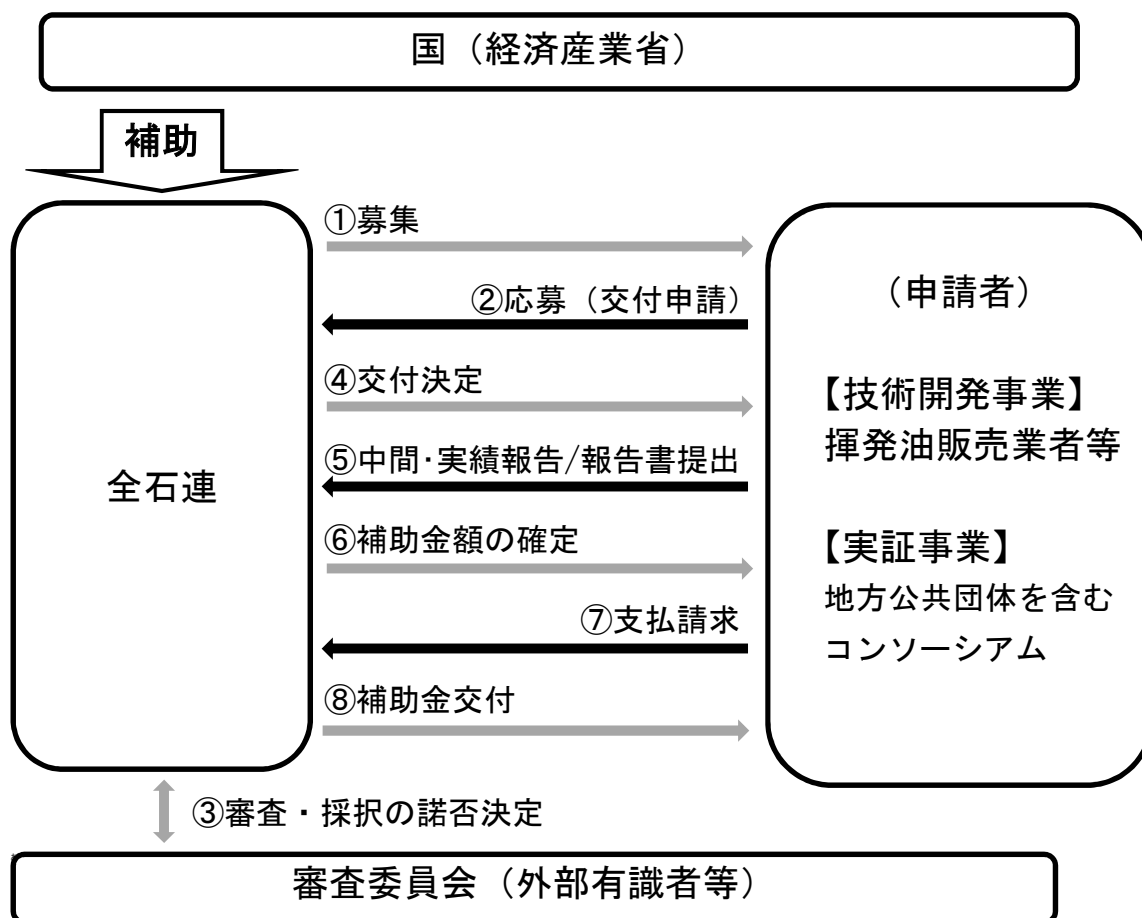 国（経済産業省）
補助
全石連
①募集
②応募（交付申請）
④交付決定
⑤中間･実績報告/報告書提出
⑥補助金額の確定
⑦支払請求
⑧補助金交付
（申請者）
【技術開発事業】
揮発油販売業者等
【実証事業】
地方公共団体を含む
コンソーシアム
③審査・採択の諾否決定
審査委員会（外部有識者等）